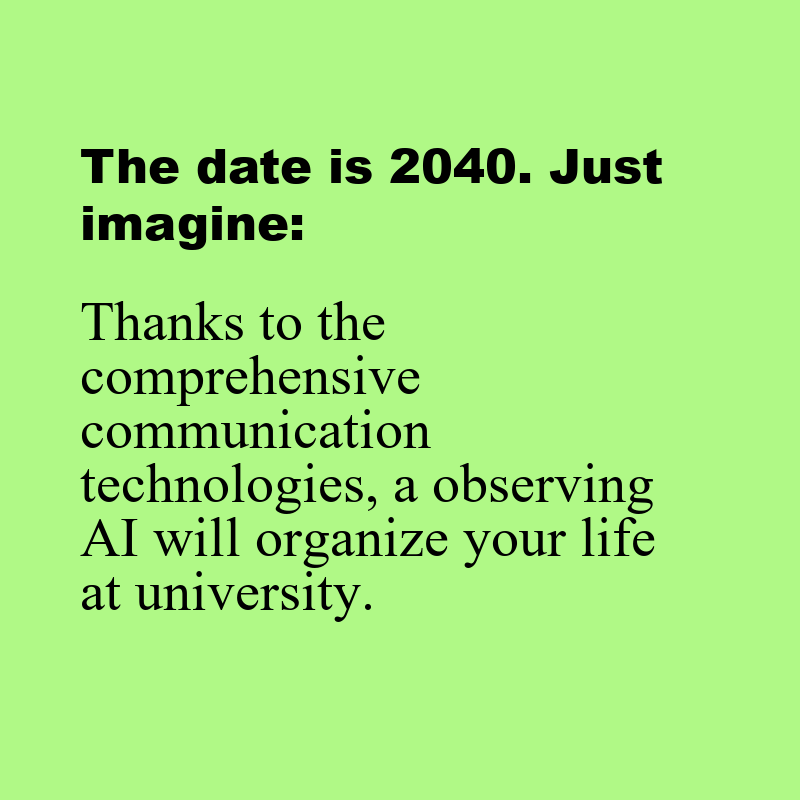 The date is 2040. Just
imagine:
Thanks to the
comprehensive
communication
technologies, a observing
AI will organize your life
at university.